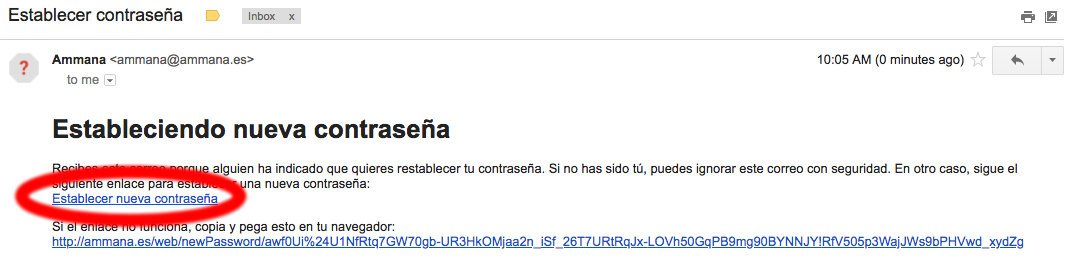 Establecer contraseña Inbox x
Ammana <ammana@ammana.es> 10:05 AM (0 minutes ago)
to me
Estableciendo nueva contraseña
Recibes este correo porque alguien ha indicado que quieres restablecer tu contraseña. Si no has sido tú, puedes ignorar este correo con seguridad. En otro caso, sigue el
siguiente enlace para establecer una nueva contraseña:
Establecer nueva contraseña
Si el enlace no funciona, copia y pega esto en tu navegador:
http://ammana.es/web/newPassword/awf0Ui%24U1NfRtq7GW70gb-UR3HkOMjaa2n_iSf_26T7URtRqJx-LOVh50GqPB9mg90BYNNJY!RfV505p3WajJWs9bPHVwd_xydZg